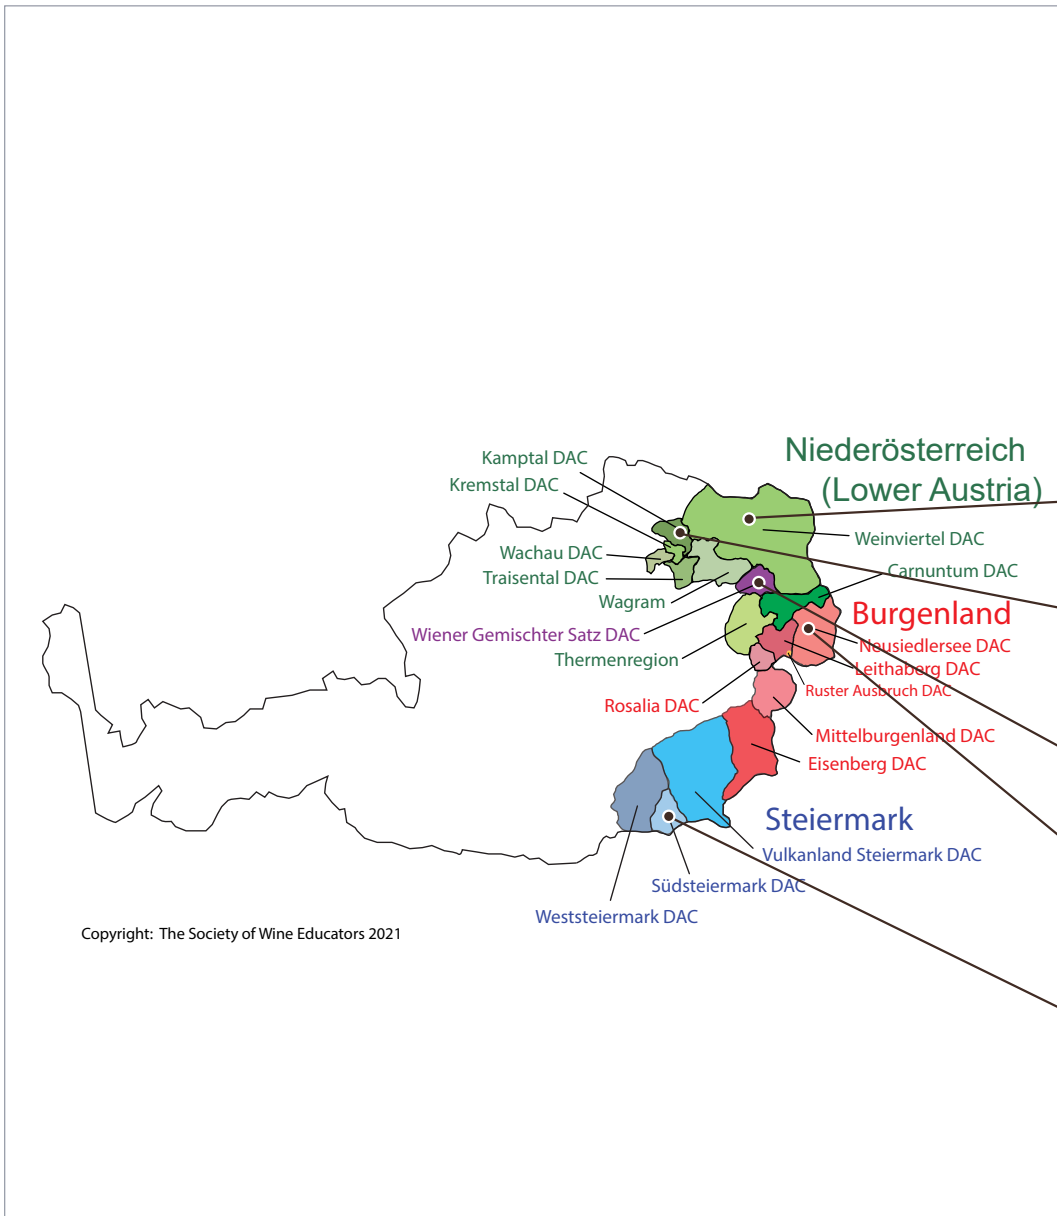 Niederösterreich
(Lower Austria)
Kamptal DAC
Kremstal DAC
Weinviertel DAC
Wachau DAC
Carnuntum DAC
Traisental DAC
Wagram
Burgenland
Wiener Gemischter Satz DAC
Neusiedlersee DAC
Thermenregion
Leithaberg DAC
Ruster Ausbruch DAC
Rosalia DAC
Mittelburgenland DAC
Eisenberg DAC
Steiermark
Vulkanland Steiermark DAC
Südsteiermark DAC
Weststeiermark DAC
Copyright: The Society of Wine Educators 2021